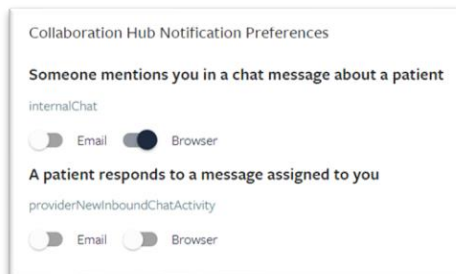 Collaboration Hub Notification Preferences
Someone mentions you in a chat message about a patient
internalChat
Email Browser
A patient responds to a message assigned to you
providerNewInboundChatActivity
Email Browser